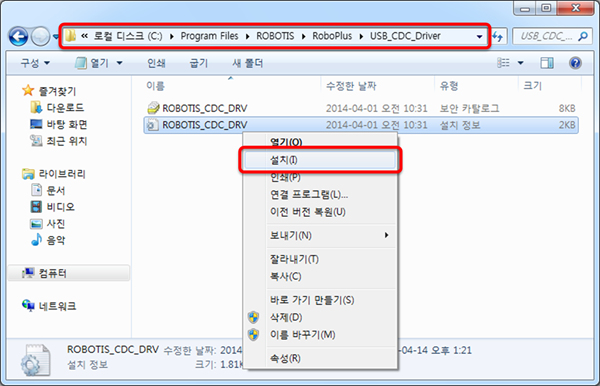 « 로컬 디스크 (C:) ▸ Program Files ▸ ROBOTIS ▸ RoboPlus ▸ USB_CDC_Driver
USB_CDC_...
구성 열기 인쇄 굽기 새 폴더
이름 수정한 날짜 유형 크기
즐겨찾기
다운로드
바탕 화면
최근 위치
라이브러리
문서
비디오
사진
음악
컴퓨터
네트워크
ROBOTIS_CDC_DRV 2014-04-01 오전 10:31 보안 카탈로그 8KB
ROBOTIS_CDC_DRV 2014-04-01 오전 10:31 설치 정보 2KB
열기(O)
설치(I)
인쇄(P)
연결 프로그램(L)...
이전 버전 복원(U)
보내기(N)
잘라내기(T)
복사(C)
바로 가기 만들기(S)
삭제(D)
이름 바꾸기(M)
속성(R)
ROBOTIS_CDC_DRV 수정한 날짜: 2014 -04-14 오후 1:21
설치 정보 크기: 1.81K